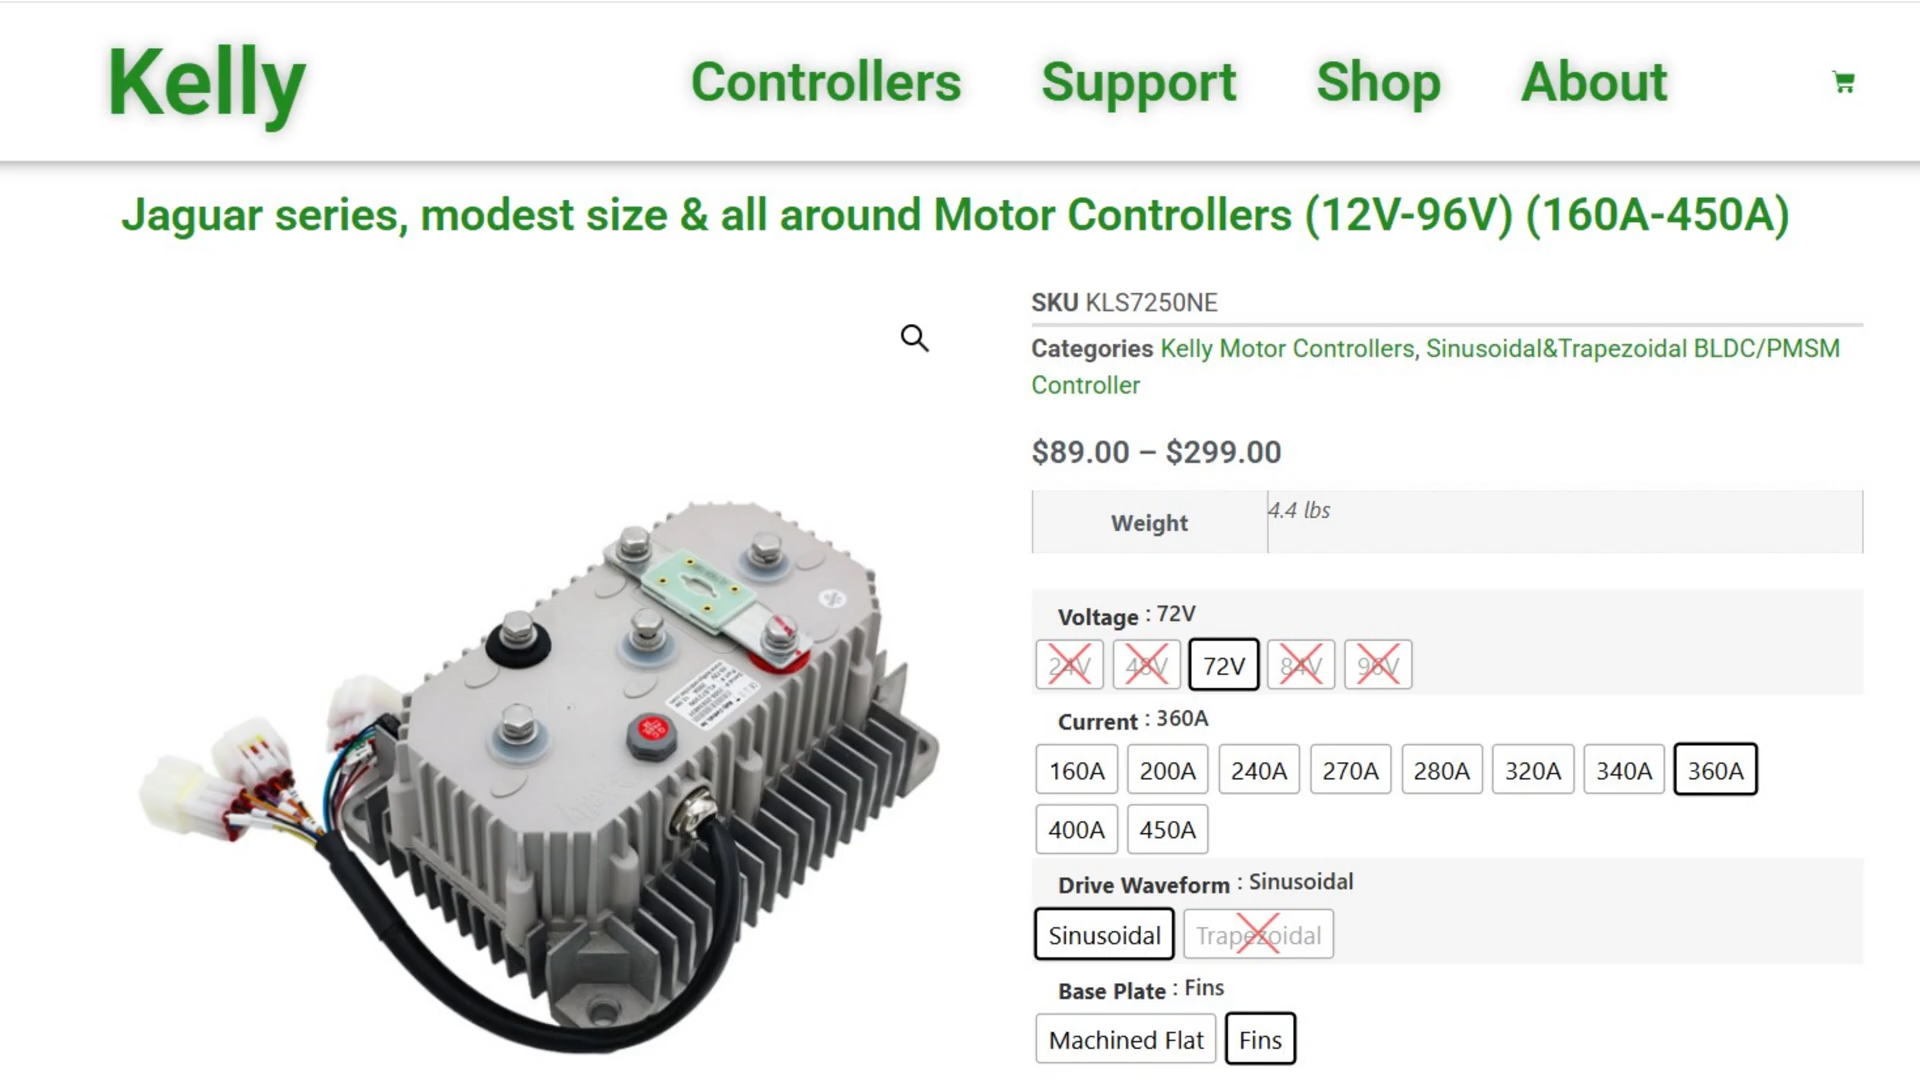 Kelly
Controllers Support Shop About
Jaguar series, modest size & all around Motor Controllers (12V-96V) (160A-450A)
SKU KLS7250NE
Categories Kelly Motor Controllers, Sinusoidal&Trapezoidal BLDC/PMSM
Controller
$89.00 – $299.00
Weight 4.4 lbs
Voltage : 72V
24V 48V 72V 84V 96V
Current : 360A
160A 200A 240A 270A 280A 320A 340A 360A
400A 450A
Drive Waveform : Sinusoidal
Sinusoidal Trapezoidal
Base Plate : Fins
Machined Flat Fins